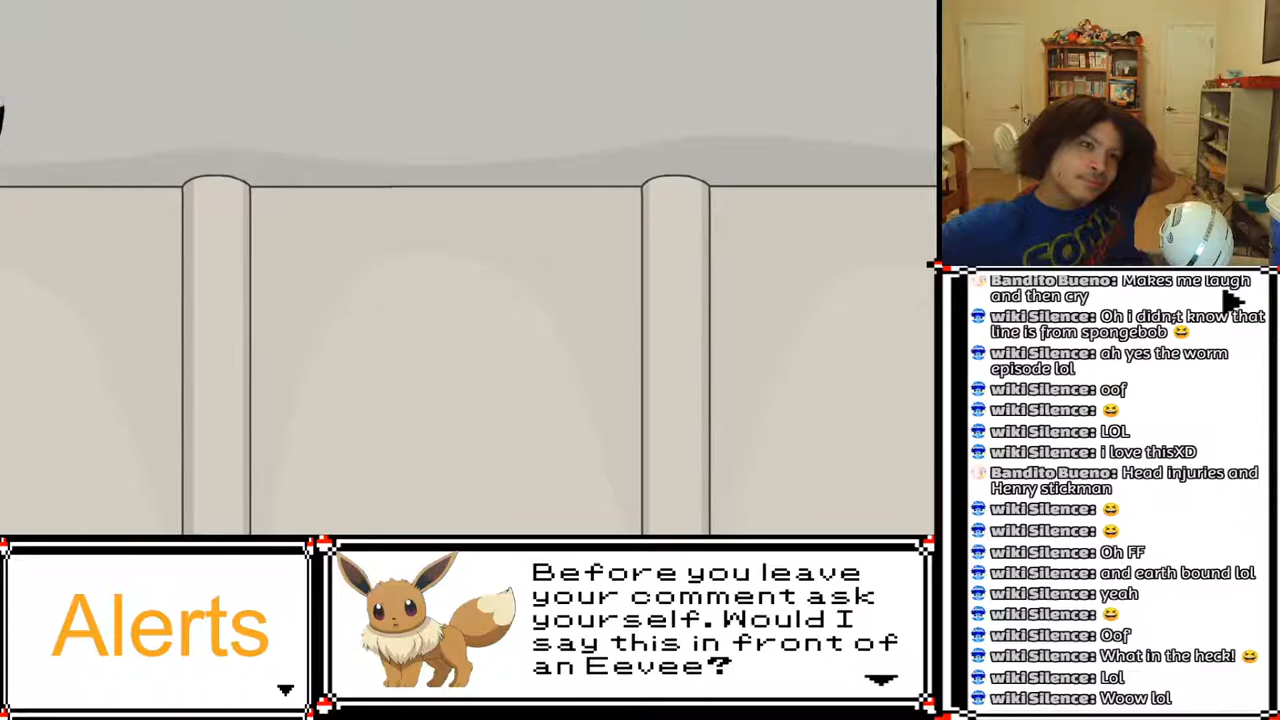 SONIC
Bandito Bueno: Makes me laugh
and then cry
wiki Silence: Oh i didn;t know that
line is from spongebob 😆
wiki Silence: ah yes the worm
episode lol
wiki Silence: oof
wiki Silence: 😆
wiki Silence: LOL
wiki Silence: i love thisXD
Bandito Bueno: Head injuries and
Henry stickman
wiki Silence: 😆
wiki Silence: 😆
wiki Silence: Oh FF
wiki Silence: and earth bound lol
wiki Silence: yeah
wiki Silence: 😆
wiki Silence: Oof
wiki Silence: What in the heck! 😆
wiki Silence: Lol
wiki Silence: Woow lol
Alerts
Before you leave
your comment ask
yourself. Would I
say this in front of
an Eevee?